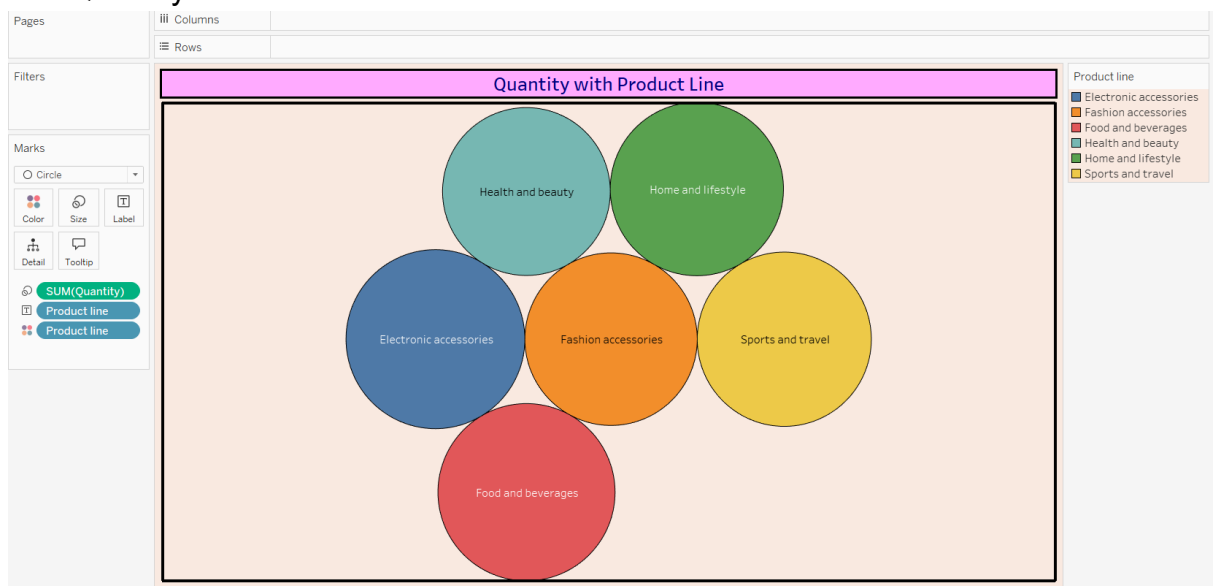 Pages
iii Columns
Rows
Filters
Quantity with Product Line
Product line
Electronic accessories
Fashion accessories
Food and beverages
Health and beauty
Home and lifestyle
Sports and travel
Marks
Circle
Color
Size
T
Label
Detail
Tooltip
SUM(Quantity)
T
Product line
Product line
Health and beauty
Home and lifestyle
Electronic accessories
Fashion accessories
Sports and travel
Food and beverages